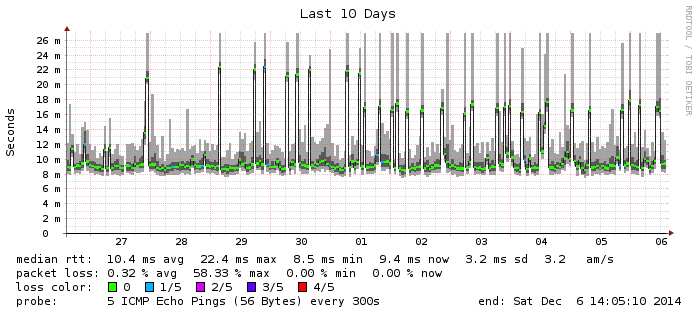 Last 10 Days
RRDTOOL / TOBI OETIKER
Seconds
26 m
24 m
22 m
20 m
18 m
16 m
14 m
12 m
10 m
8 m
6 m
4 m
2 m
0
27 28 29 30 01 02 03 04 05 06
median rtt: 10.4 ms avg 22.4 ms max 8.5 ms min 9.4 ms now 3.2 ms sd 3.2 am/s
packet loss: 0.32 % avg 58.33 % max 0.00 % min 0.00 % now
loss color: 0 1/5 2/5 3/5 4/5
probe: 5 ICMP Echo Pings (56 Bytes) every 300s end: Sat Dec 6 14:05:10 2014